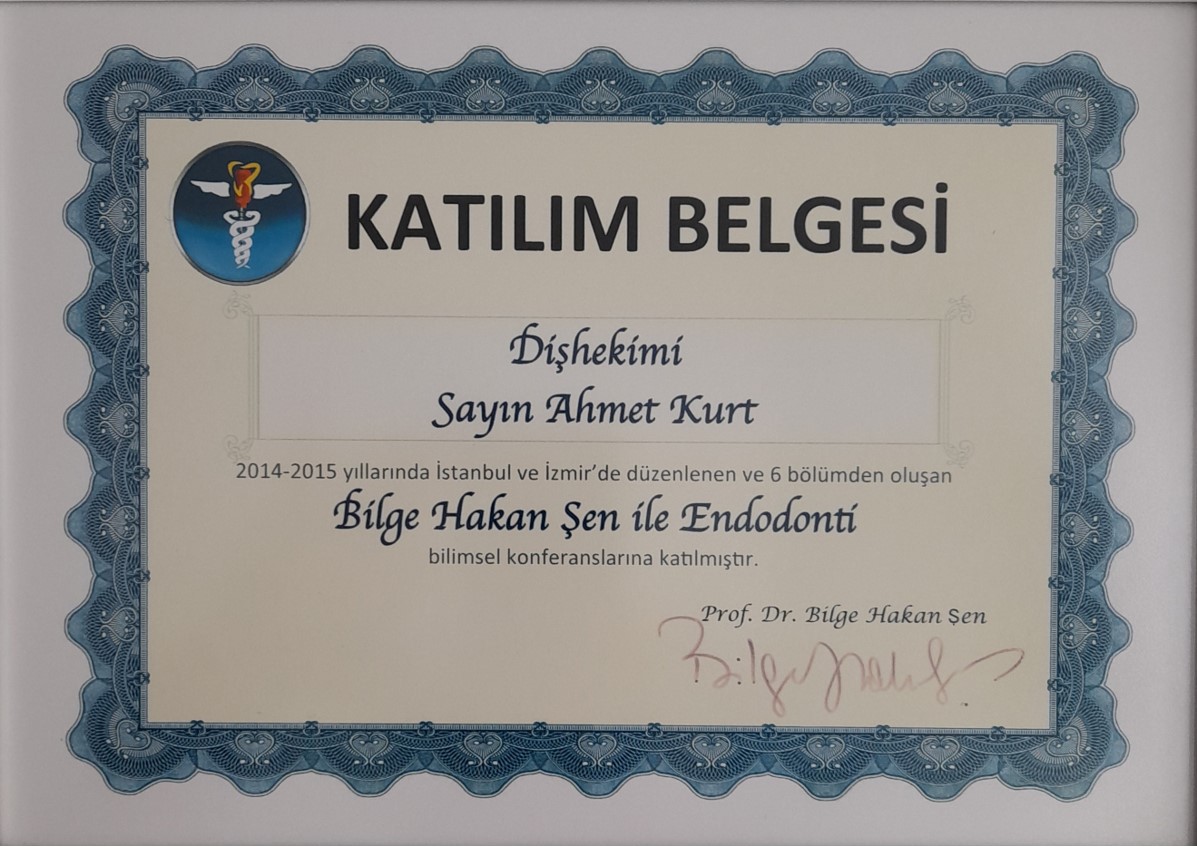 KATILIM BELGESİ
Dişhekimi
Sayın Ahmet Kurt
2014-2015 yıllarında İstanbul ve İzmir’de düzenlenen ve 6 bölümden oluşan
Bilge Hakan Şen ile Endodonti
bilimsel konferanslarına katılmıştır.
Prof. Dr. Bilge Hakan Şen